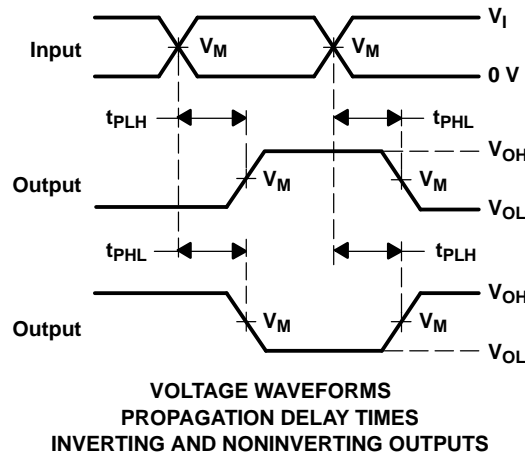 V_I
Input
V_M
V_M
0 V
t_PLH
t_PHL
V_OH
Output
V_M
V_M
V_OL
t_PHL
t_PLH
V_OH
Output
V_M
V_M
V_OL
VOLTAGE WAVEFORMS
PROPAGATION DELAY TIMES
INVERTING AND NONINVERTING OUTPUTS